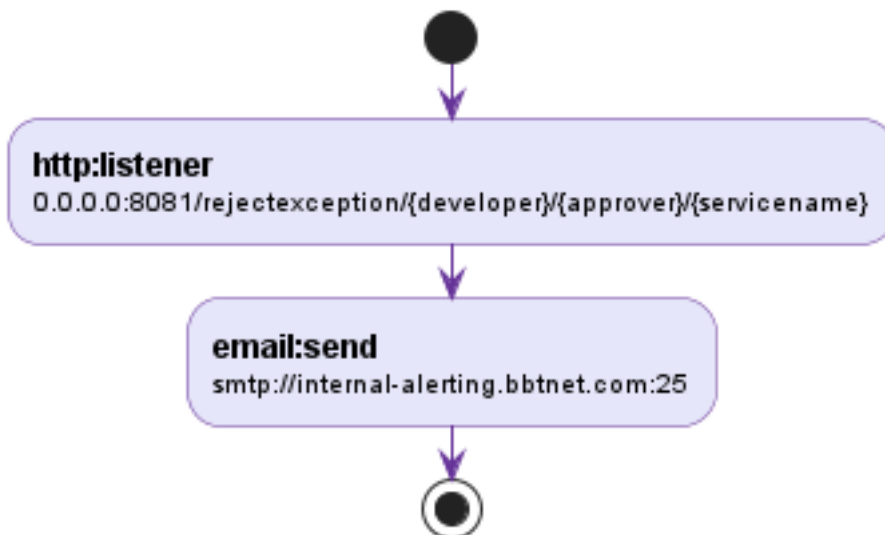 http:listener
0.0.0.0:8081/rejectexception/{developer}/{approver}/{servicename}
email:send
smtp://internal-alerting.bbtnet.com:25